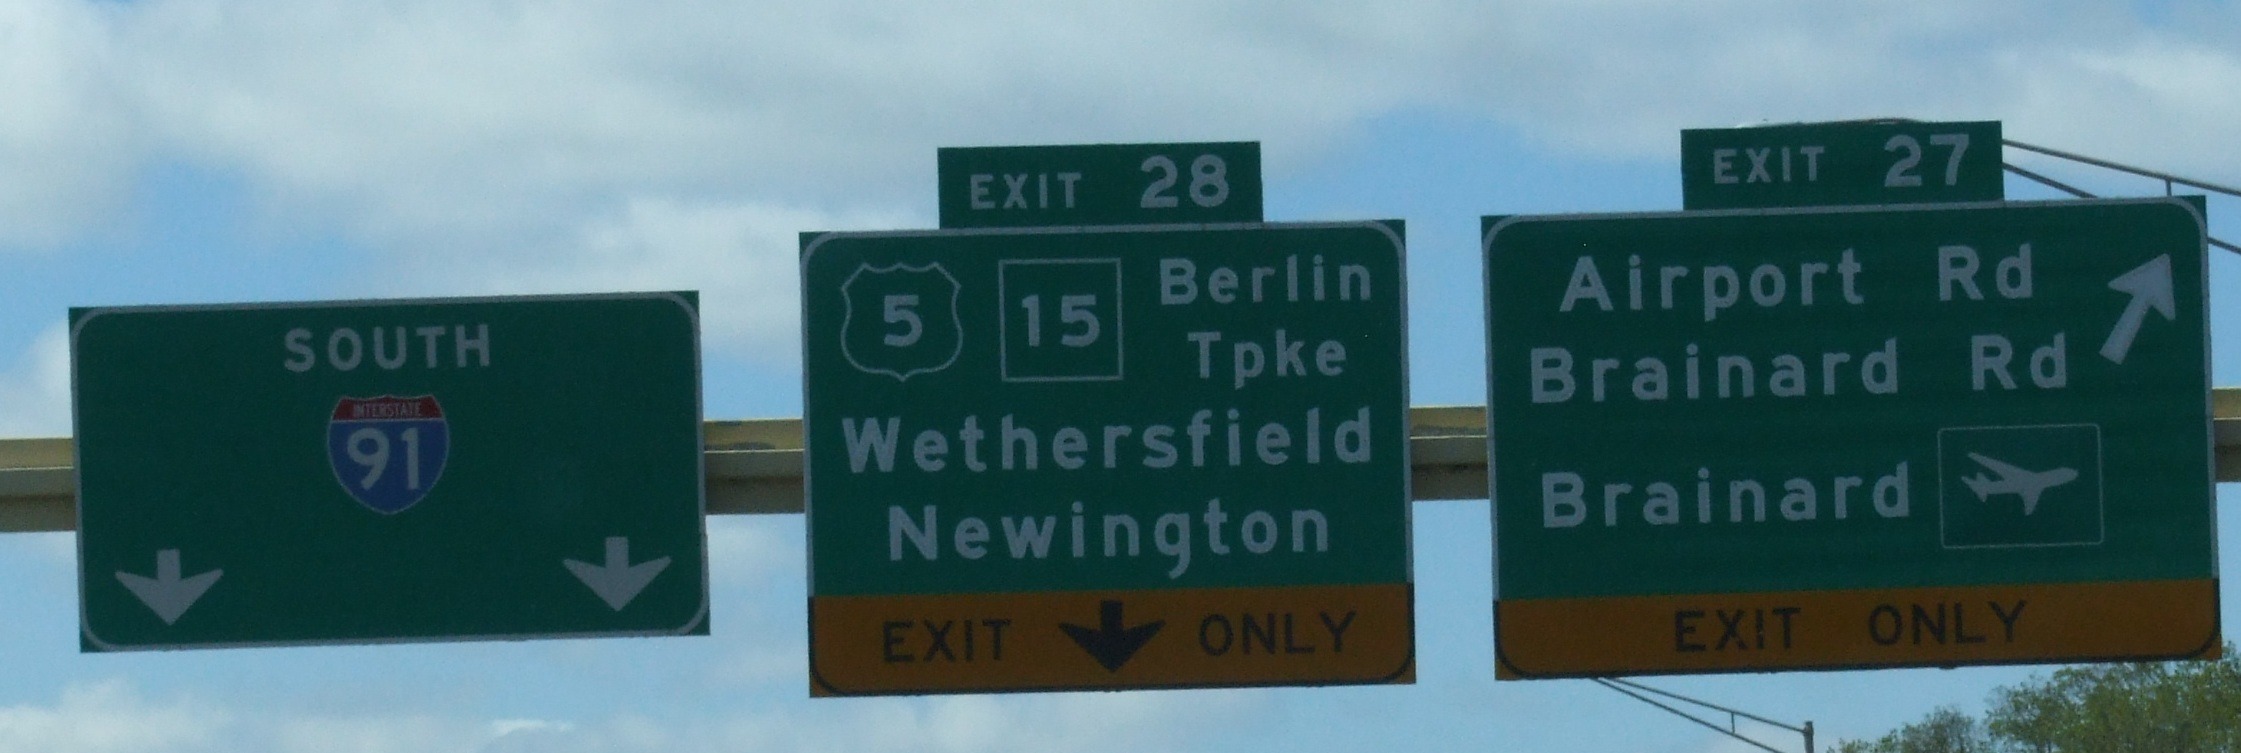 SOUTH
INTERSTATE
91
EXIT 28
5 15 Berlin
Tpke
Wethersfield
Newington
EXIT ONLY
EXIT 27
Airport Rd
Brainard Rd
Brainard
EXIT ONLY